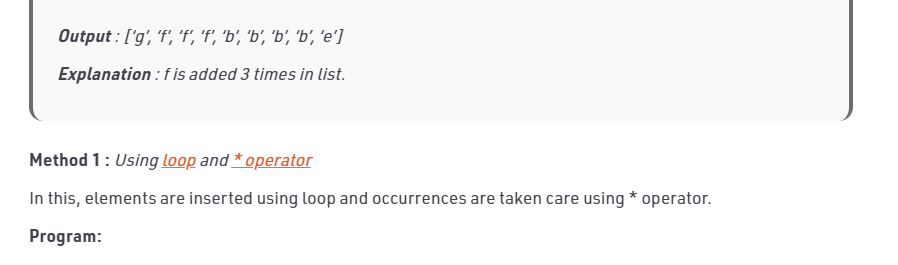 Output : [‘g’, ‘f’, ‘f’, ‘f’, ‘b’, ‘b’, ‘b’, ‘b’, ‘e’]
Explanation : f is added 3 times in list.
Method 1 : Using loop and * operator
In this, elements are inserted using loop and occurrences are taken care using * operator.
Program: